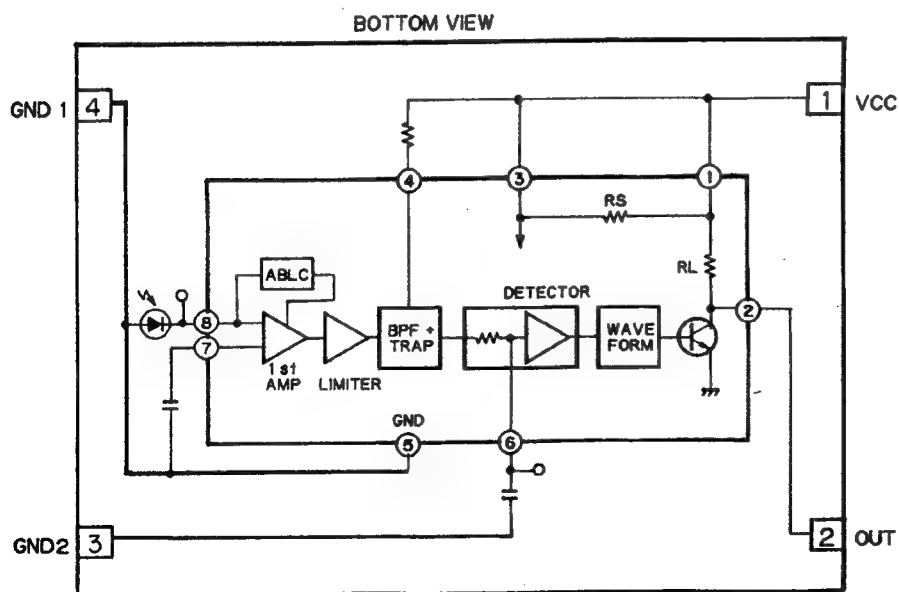 BOTTOM VIEW
GND 1
4
1
VCC
4
3
1
RS
RL
ABLC
DETECTOR
8
2
7
BPF +
TRAP
WAVE
FORM
1st
AMP
LIMITER
GND
5
6
GND2
3
2
OUT